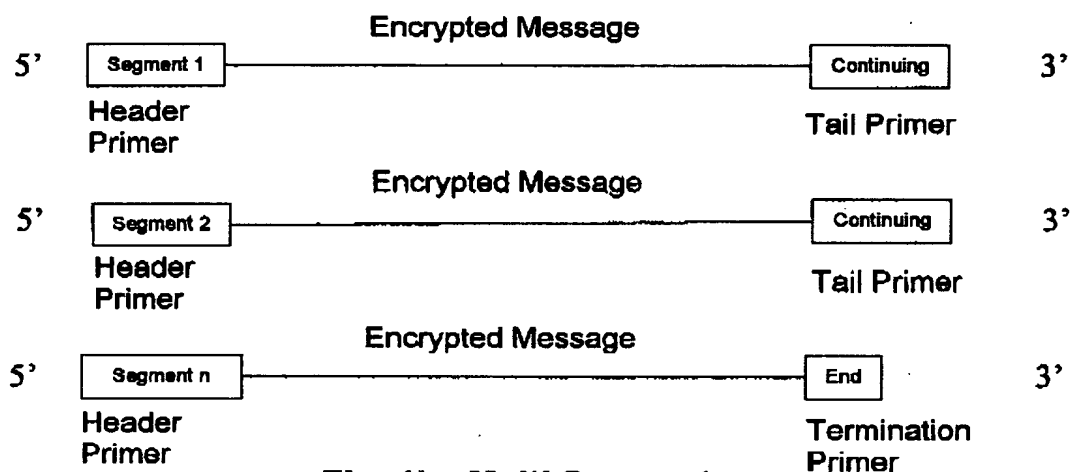 Encrypted Message
5' Segment 1 Continuing 3'
Header
Primer
Tail Primer
Encrypted Message
5' Segment 2 Continuing 3'
Header
Primer
Tail Primer
Encrypted Message
5' Segment n End 3'
Header
Primer
Termination
Primer